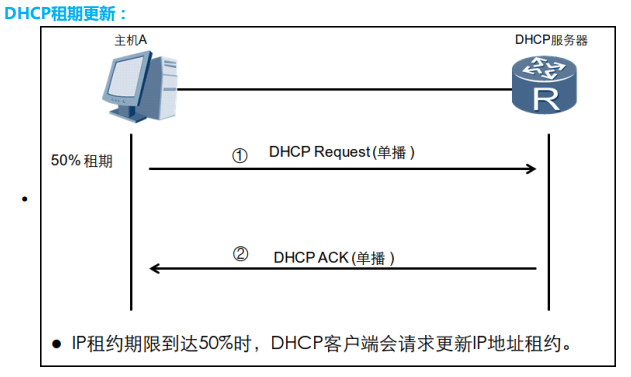 DHCP租期更新：
主机A
DHCP服务器
R
50% 租期
① DHCP Request (单播 )
② DHCP ACK (单播 )
● IP租约期限到达50%时，DHCP客户端会请求更新IP地址租约。